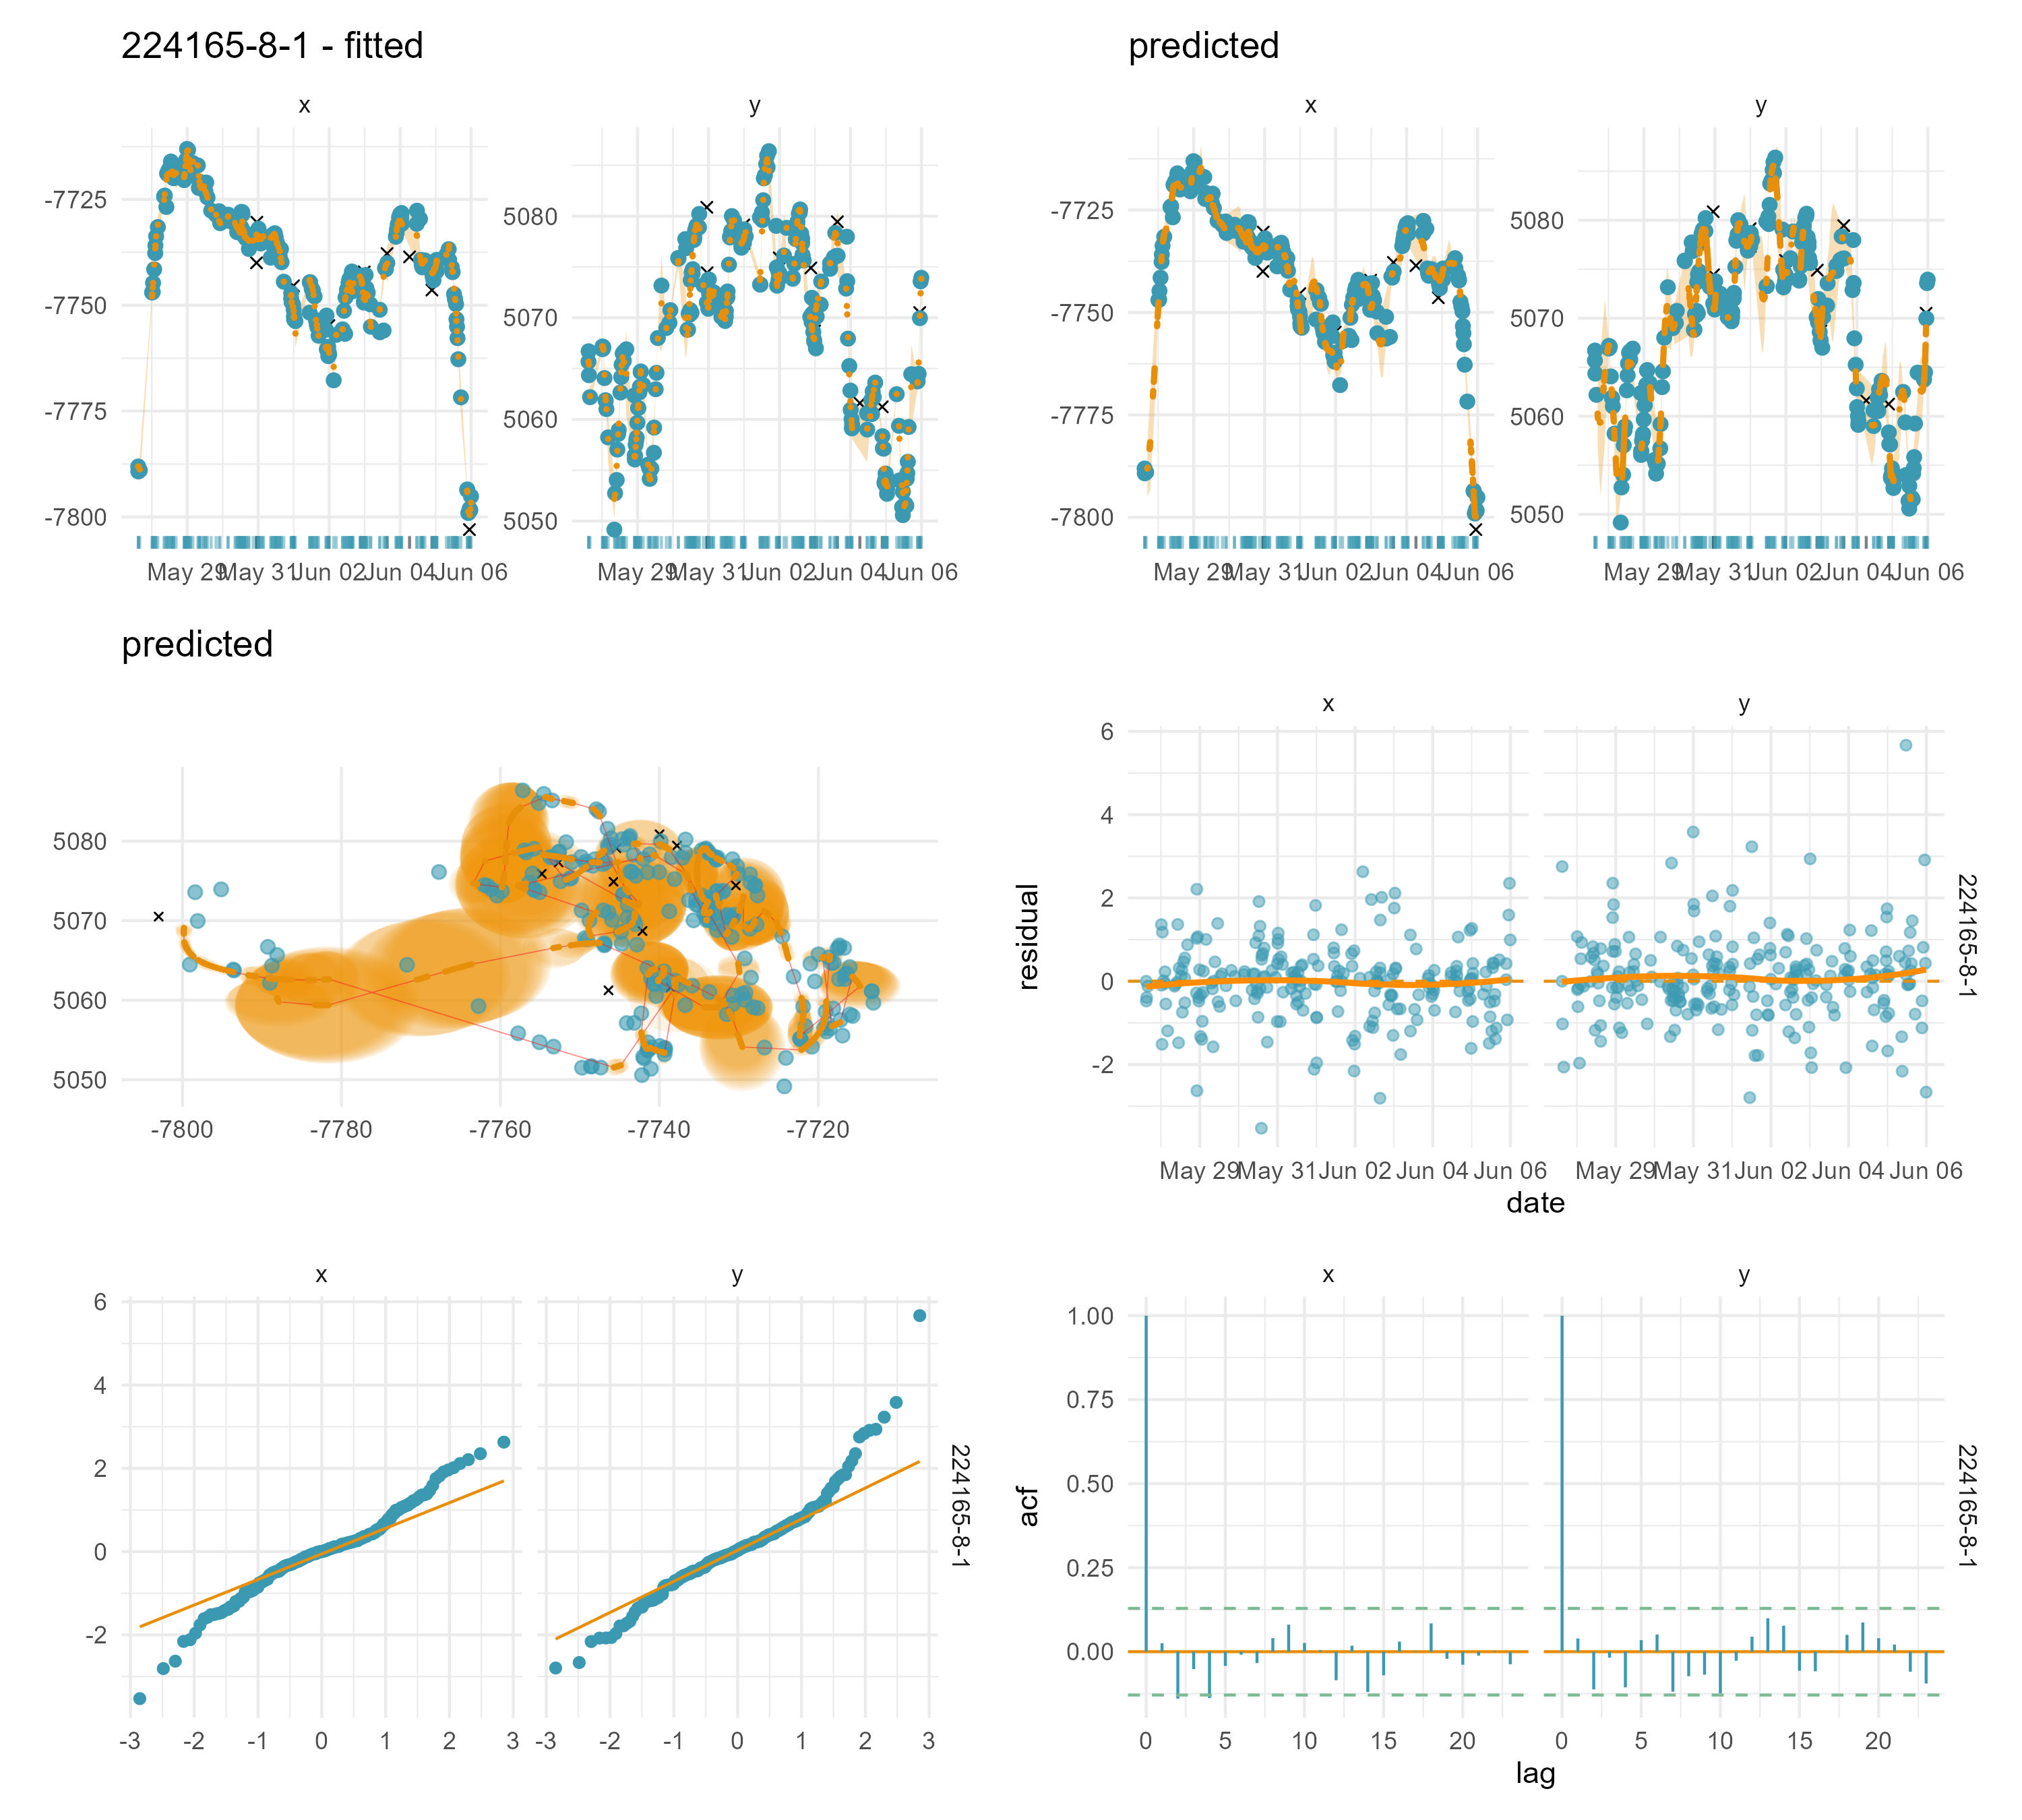 224165-8-1 - fitted
x
y
-7725
-7750
-7775
-7800
5080
5070
5060
5050
May 29
May 31
Jun 02
Jun 04
Jun 06
May 29
May 31
Jun 02
Jun 04
Jun 06
predicted
x
y
-7725
-7750
-7775
-7800
5080
5070
5060
5050
May 29
May 31
Jun 02
Jun 04
Jun 06
May 29
May 31
Jun 02
Jun 04
Jun 06
predicted
5080
5070
5060
5050
-7800
-7780
-7760
-7740
-7720
x
y
residual
6
4
2
0
-2
224165-8-1
May 29
May 31
Jun 02
Jun 04
Jun 06
May 29
May 31
Jun 02
Jun 04
Jun 06
date
x
y
6
4
2
0
-2
224165-8-1
-3 -2 -1 0 1 2 3
-3 -2 -1 0 1 2 3
x
y
acf
1.00
0.75
0.50
0.25
0.00
224165-8-1
0 5 10 15 20
0 5 10 15 20
lag